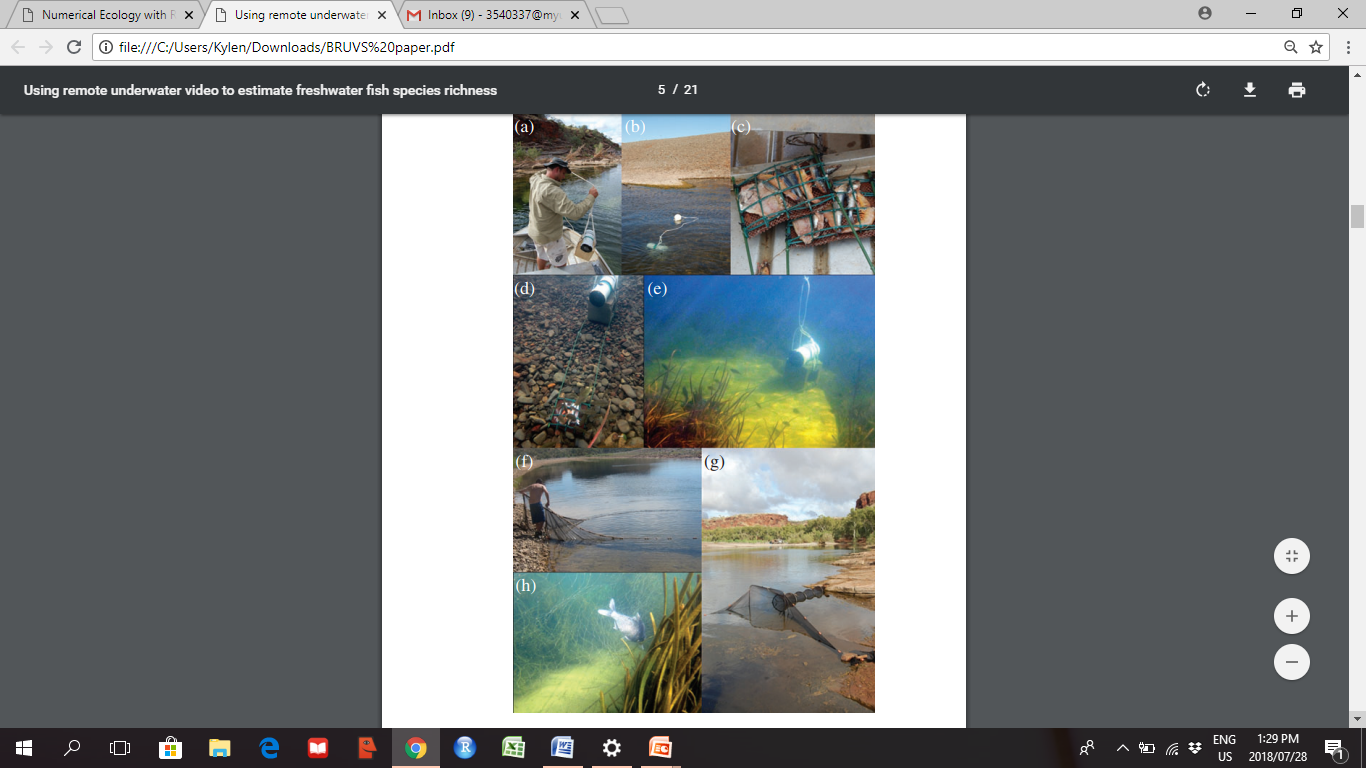 Numerical Ecology with R
Using remote underwater
Inbox (9) - 3540337@my
file:///C:/Users/Kylen/Downloads/BRUVS%20paper.pdf
Using remote underwater video to estimate freshwater fish species richness
5 / 21
(a)
(b)
(c)
(d)
(e)
(f)
(g)
(h)
ENG
US
1:29 PM
2018/07/28
1